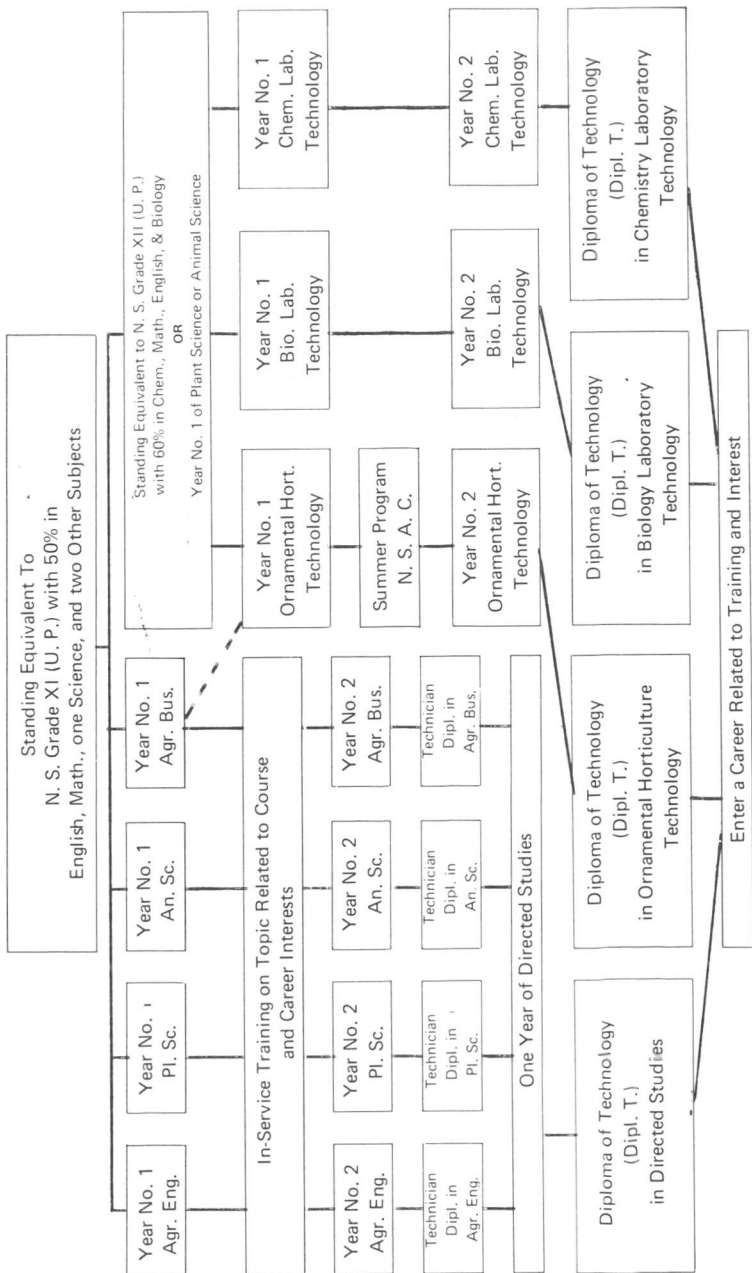 Standing Equivalent To
N. S. Grade XI (U. P.) with 50% in
English, Math., one Science, and two Other Subjects
Year No. 1
Agr. Eng.
Year No. 1
Pl. Sc.
Year No. 1
An. Sc.
Year No. 1
Agr. Bus.
Standing Equivalent to N. S. Grade XII (U. P.)
with 60% in Chem., Math., English, & Biology
OR
Year No. 1 of Plant Science or Animal Science
In-Service Training on Topic Related to Course
and Career Interests
Year No. 1
Ornamental Hort.
Technology
Year No. 1
Bio. Lab.
Technology
Year No. 1
Chem. Lab.
Technology
Summer Program
N. S. A. C.
Year No. 2
Agr. Eng.
Year No. 2
Pl. Sc.
Year No. 2
An. Sc.
Year No. 2
Agr. Bus.
Year No. 2
Ornamental Hort.
Technology
Year No. 2
Bio. Lab.
Technology
Year No. 2
Chem. Lab.
Technology
Technician
Dipl. in
Agr. Eng.
Technician
Dipl. in
Pl. Sc.
Technician
Dipl. in
An. Sc.
Technician
Dipl. in
Agr. Bus.
One Year of Directed Studies
Diploma of Technology
(Dipl. T.)
in Directed Studies
Diploma of Technology
(Dipl. T.)
in Ornamental Horticulture
Technology
Diploma of Technology
(Dipl. T.)
in Biology Laboratory
Technology
Diploma of Technology
(Dipl. T.)
in Chemistry Laboratory
Technology
Enter a Career Related to Training and Interest